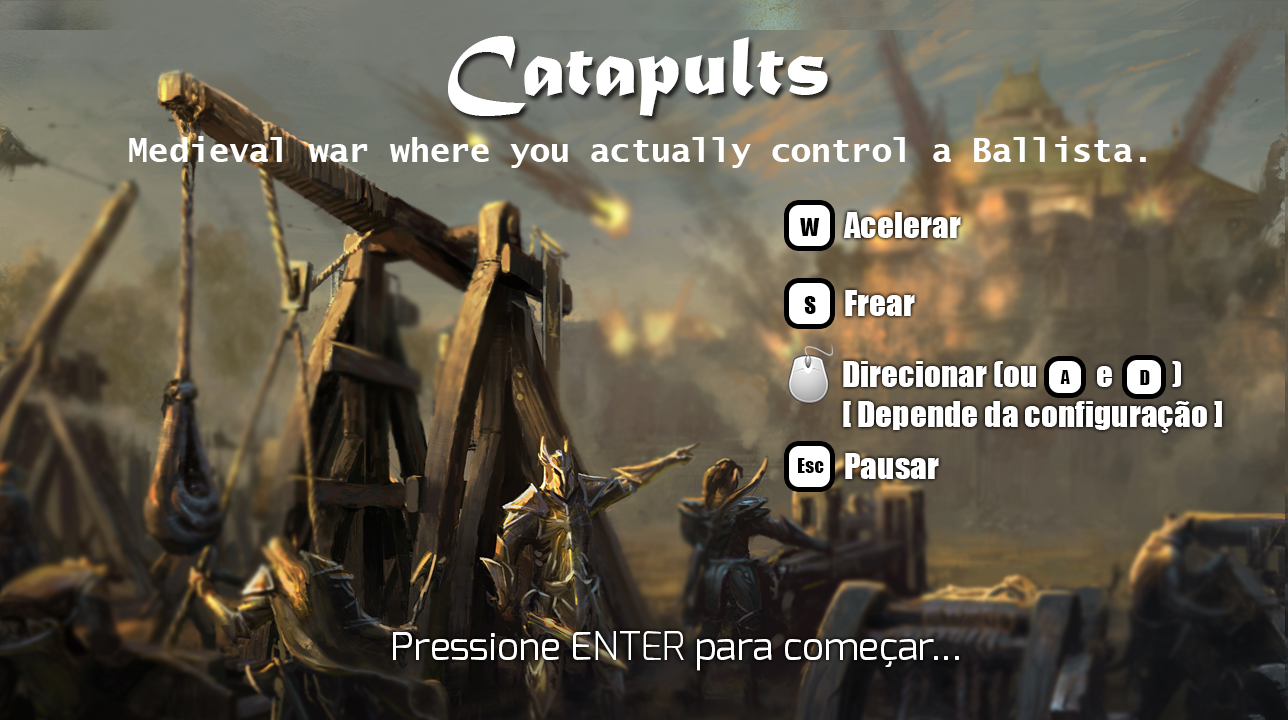 Catapults
Medieval war where you actually control a Ballista.
W Acelerar
S Frear
Direcionar (ou A e D )
[ Depende da configuração ]
Esc Pausar
Pressione ENTER para começar...